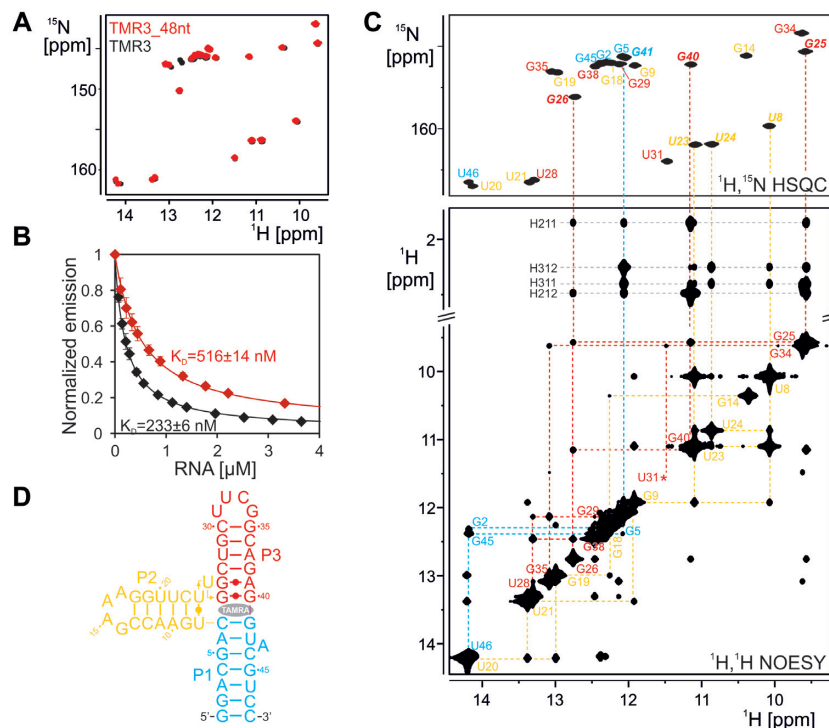 A
TMR3_48nt
TMR3
15N
[ppm]
150
160
14
13
12
11
10
1H [ppm]
B
Normalized emission
1
0.8
0.6
0.4
0.2
0
KD=516±14 nM
KD=233±6 nM
0
1
2
3
4
RNA [µM]
C
15N
[ppm]
160
G34
G25
G14
G40
G5
G41
G2
G45
G35
G19
G38
G18
G9
G29
G26
U8
U23
U24
U31
U46
U20
U21
U28
1H,15N HSQC
1H
[ppm]
2
H211
H312
H311
H212
10
11
12
13
14
G25
G34
U8
G14
U24
G40
U23
U31*
G9
G29
G2
G5
G45
G38
G18
G35
G26
G19
U28
U21
U46
U20
1H,1H NOESY
14
13
12
11
10
1H [ppm]
D
U C
U G
30
C G
35
G G
U C
C A
G G
G A
G G
40
P3
P2
20
A A G G U U C U U
A
G A C C A A G U
15
10
TAMRA
C G
A U
5
G C
A
C G
45
A U
G C
G C
P1
5'
3'